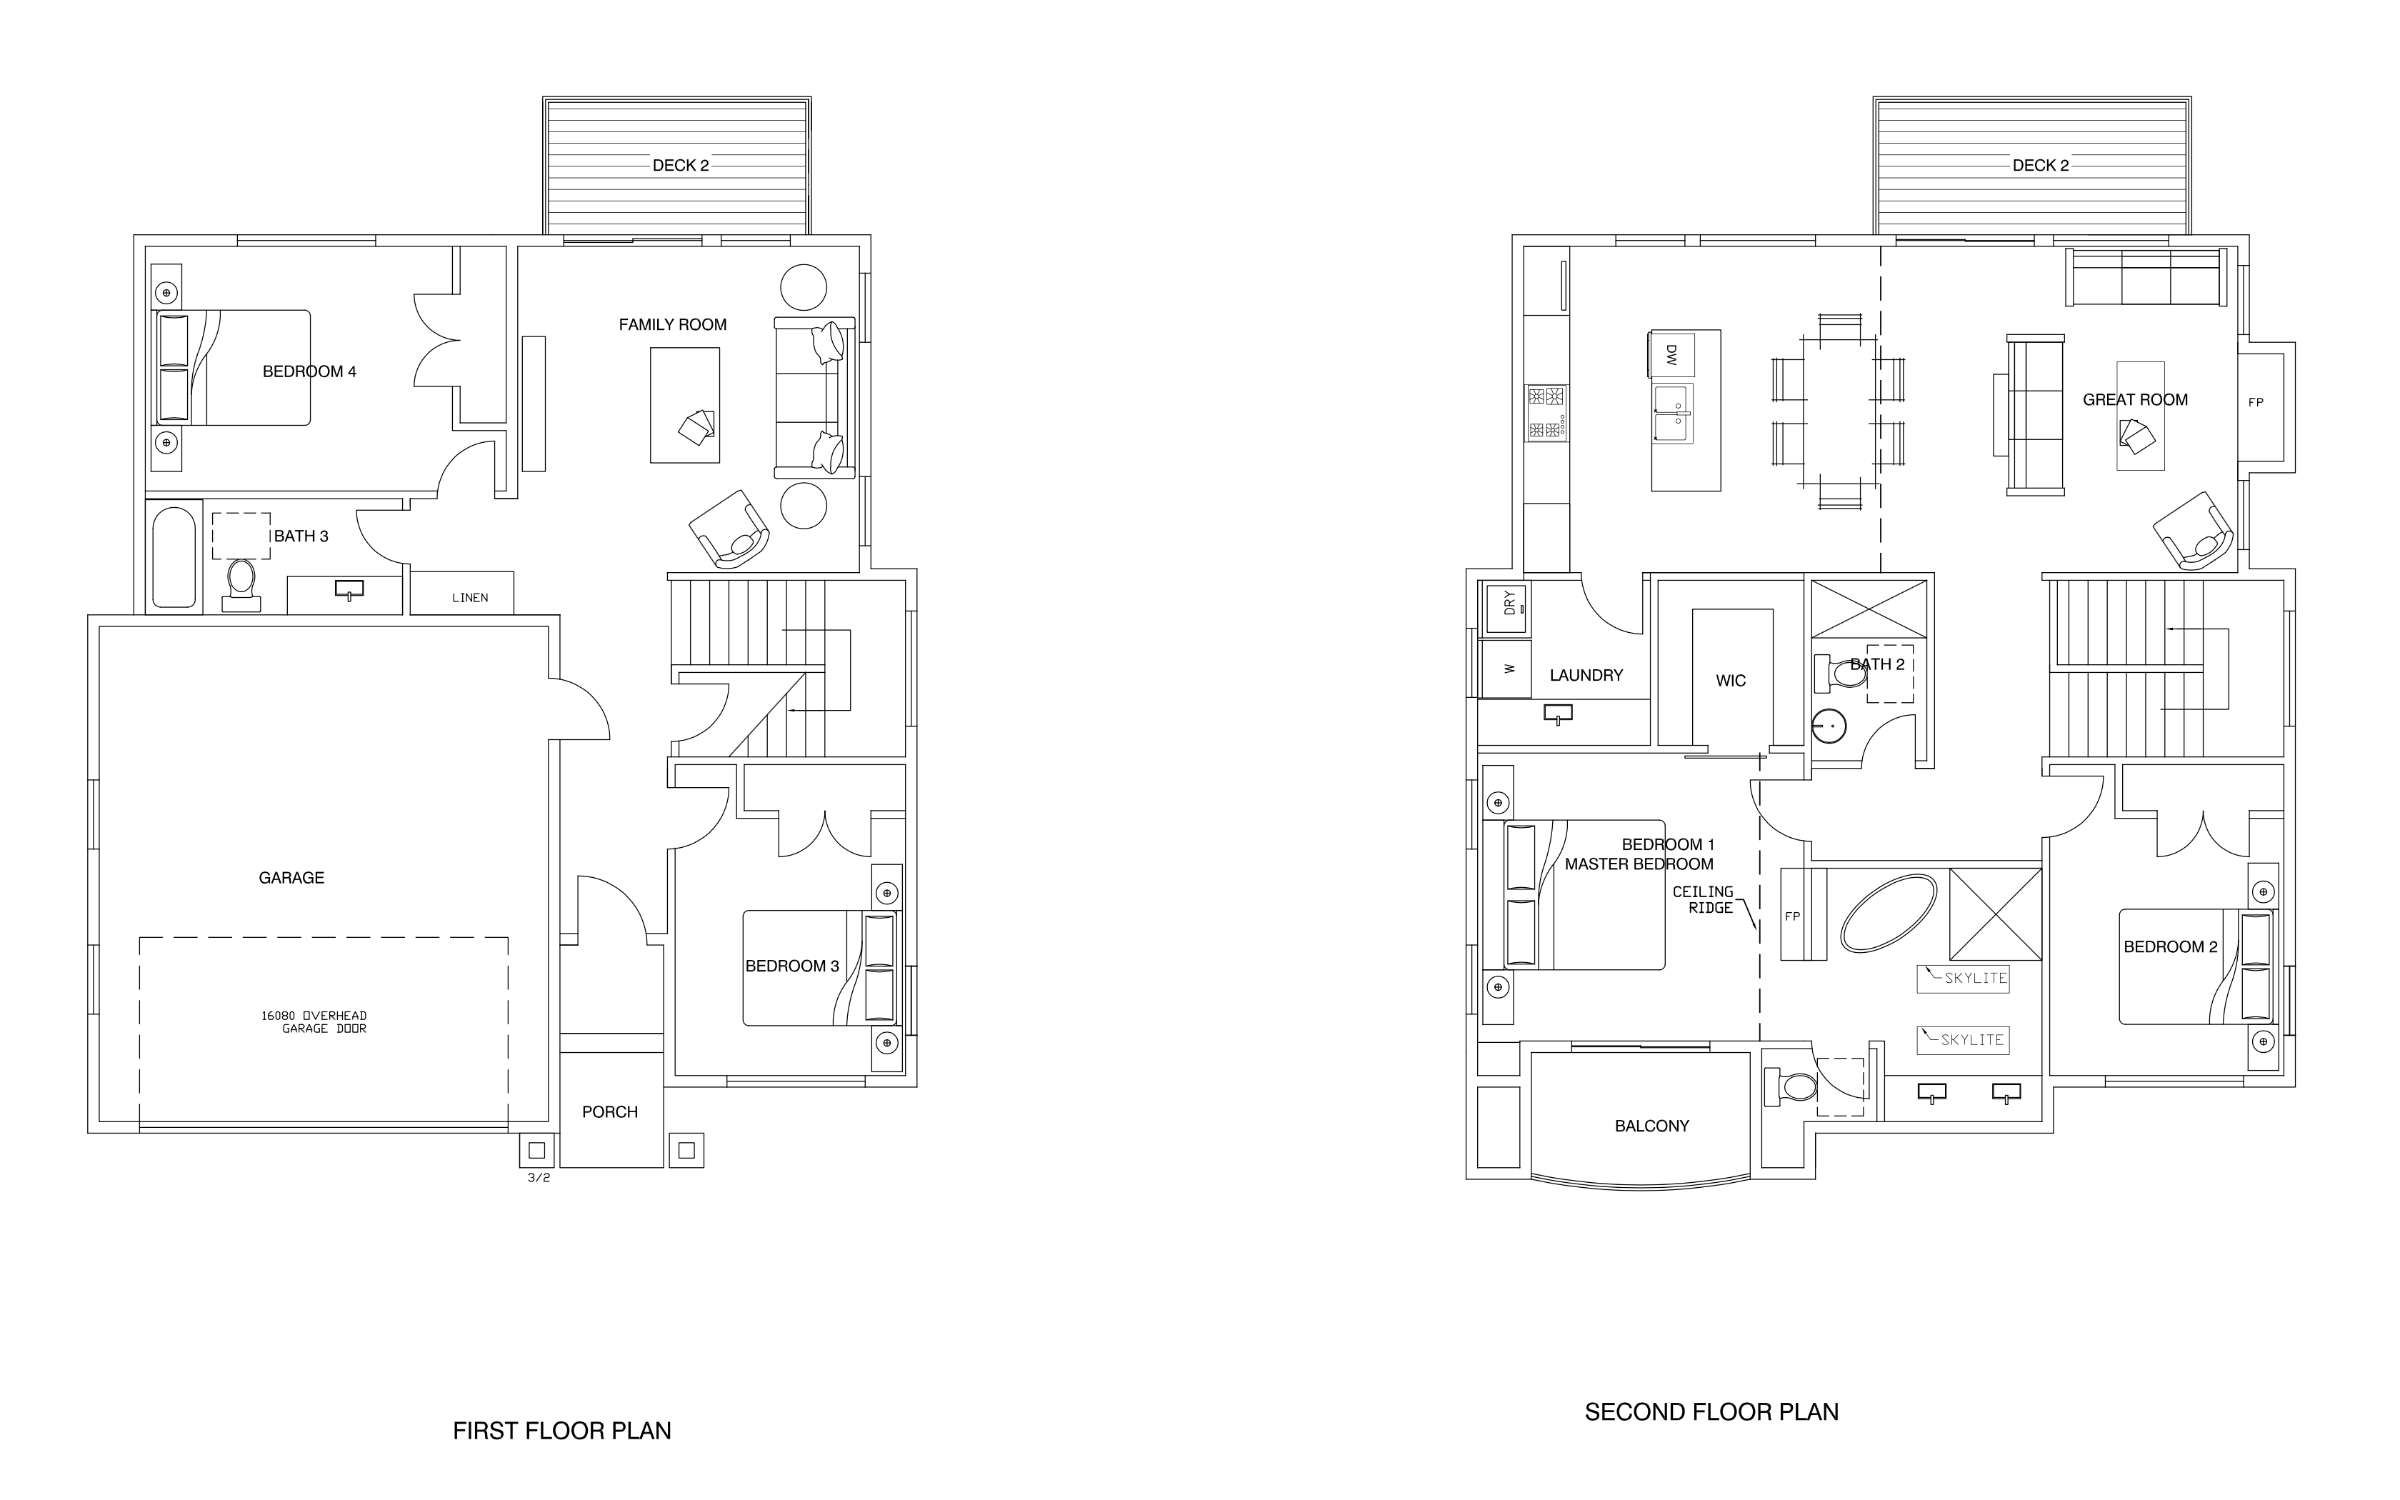 DECK 2
FAMILY ROOM
BEDROOM 4
BATH 3
LINEN
GARAGE
BEDROOM 3
16080 OVERHEAD
GARAGE DOOR
PORCH
3/2
FIRST FLOOR PLAN
DECK 2
DW
GREAT ROOM
FP
DRY
W
LAUNDRY
WIC
BATH 2
BEDROOM 1
MASTER BEDROOM
CEILING
RIDGE
FP
BEDROOM 2
SKYLITE
SKYLITE
BALCONY
SECOND FLOOR PLAN